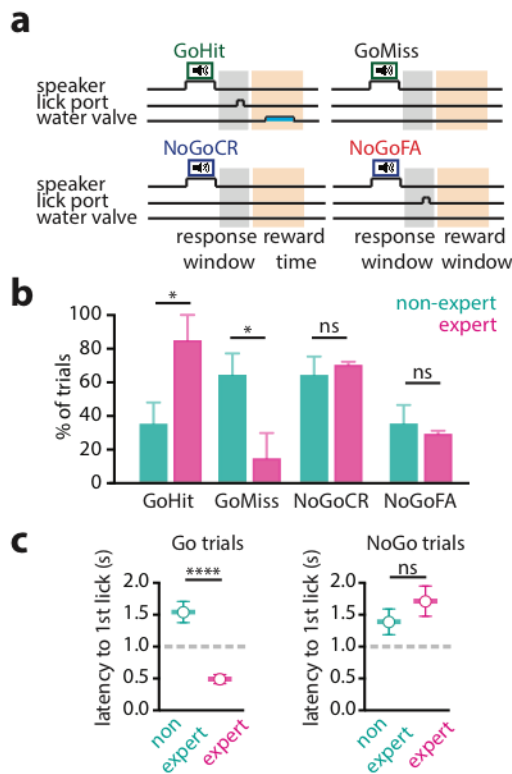 a
GoHit GoMiss
speaker
lick port
water valve
NoGoCR NoGoFA
speaker
lick port
water valve
response reward response reward
window time window window
b
non-expert
expert
* * ns ns
100
80
60
40
20
0
% of trials
GoHit GoMiss NoGoCR NoGoFA
c
Go trials NoGo trials
**** ns
latency to 1st lick (s)
2.0
1.5
1.0
0.5
0.0
non
expert
expert
latency to 1st lick (s)
2.0
1.5
1.0
0.5
0.0
non
expert
expert